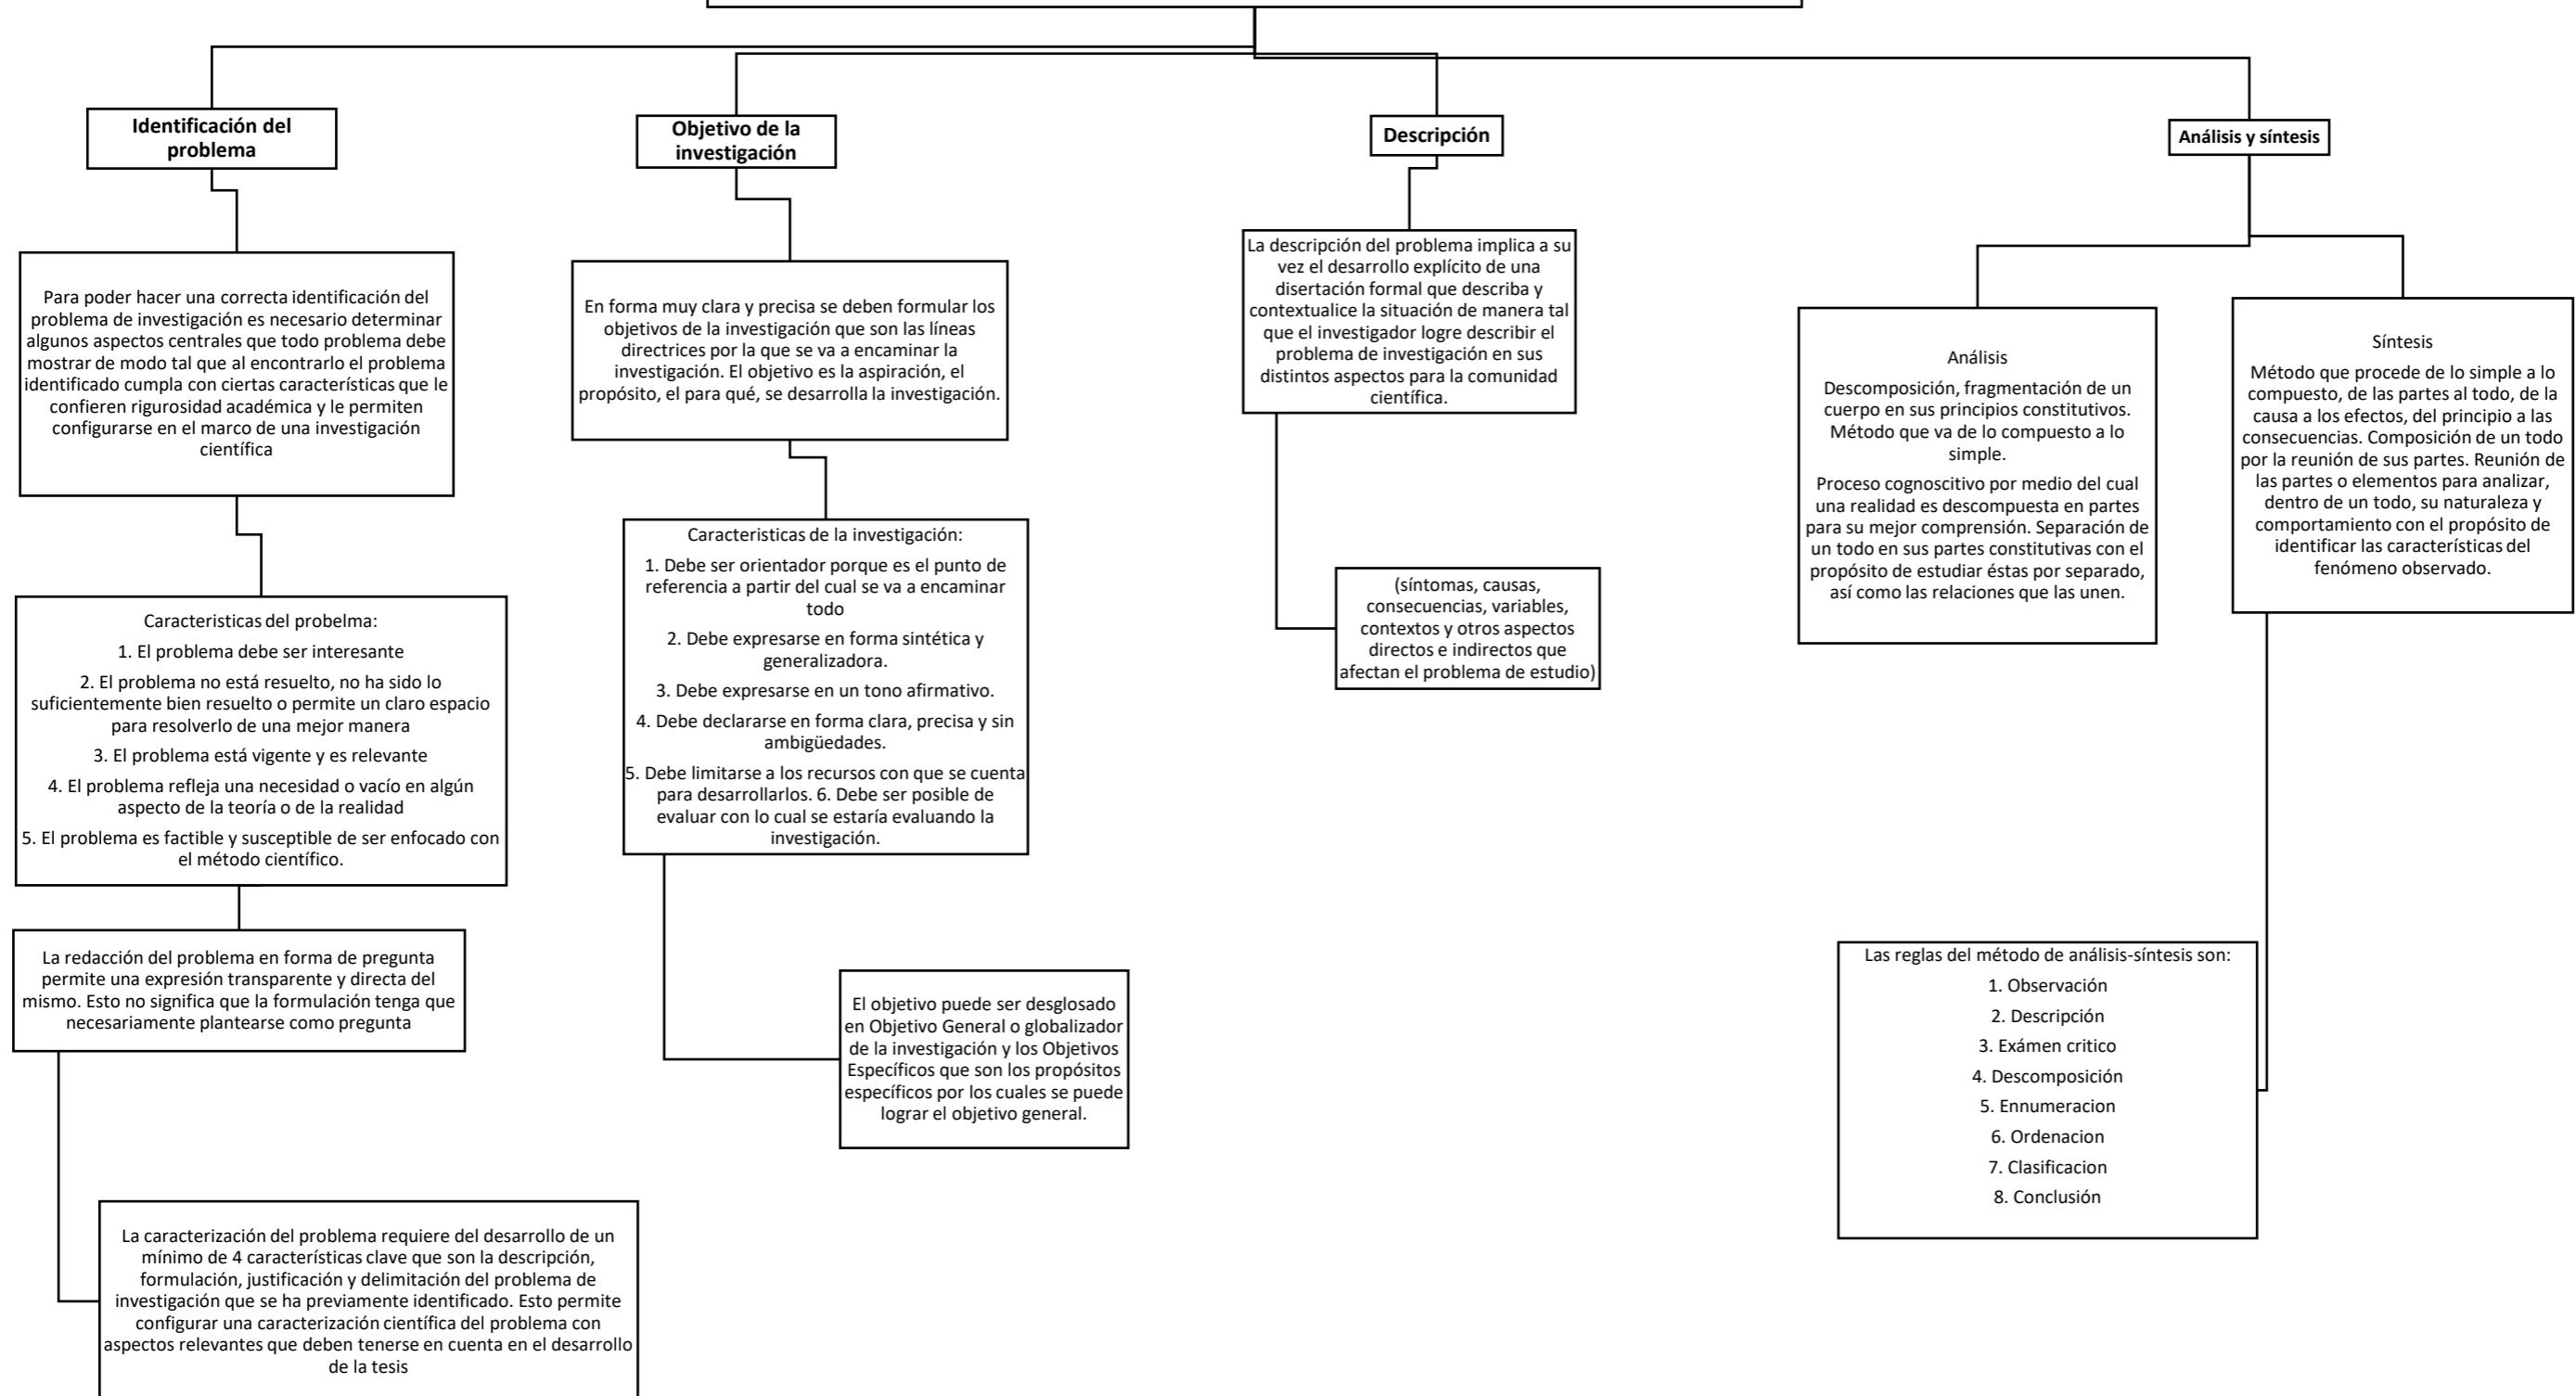 Identificación del
problema
Para poder hacer una correcta identificación del
problema de investigación es necesario determinar
algunos aspectos centrales que todo problema debe
mostrar de modo tal que al encontrarlo el problema
identificado cumpla con ciertas características que le
confieren rigurosidad académica y le permiten
configurarse en el marco de una investigación
científica
Caracteristicas del probelma:
1. El problema debe ser interesante
2. El problema no está resuelto, no ha sido lo
suficientemente bien resuelto o permite un claro espacio
para resolverlo de una mejor manera
3. El problema está vigente y es relevante
4. El problema refleja una necesidad o vacío en algún
aspecto de la teoría o de la realidad
5. El problema es factible y susceptible de ser enfocado con
el método científico.
La redacción del problema en forma de pregunta
permite una expresión transparente y directa del
mismo. Esto no significa que la formulación tenga que
necesariamente plantearse como pregunta
La caracterización del problema requiere del desarrollo de un
mínimo de 4 características clave que son la descripción,
formulación, justificación y delimitación del problema de
investigación que se ha previamente identificado. Esto permite
configurar una caracterización científica del problema con
aspectos relevantes que deben tenerse en cuenta en el desarrollo
de la tesis
Objetivo de la
investigación
En forma muy clara y precisa se deben formular los
objetivos de la investigación que son las líneas
directrices por la que se va a encaminar la
investigación. El objetivo es la aspiración, el
propósito, el para qué, se desarrolla la investigación.
Caracteristicas de la investigación:
1. Debe ser orientador porque es el punto de
referencia a partir del cual se va a encaminar
todo
2. Debe expresarse en forma sintética y
generalizadora.
3. Debe expresarse en un tono afirmativo.
4. Debe declararse en forma clara, precisa y sin
ambigüedades.
5. Debe limitarse a los recursos con que se cuenta
para desarrollarlos. 6. Debe ser posible de
evaluar con lo cual se estaría evaluando la
investigación.
El objetivo puede ser desglosado
en Objetivo General o globalizador
de la investigación y los Objetivos
Específicos que son los propósitos
específicos por los cuales se puede
lograr el objetivo general.
Descripción
La descripción del problema implica a su
vez el desarrollo explícito de una
disertación formal que describa y
contextualice la situación de manera tal
que el investigador logre describir el
problema de investigación en sus
distintos aspectos para la comunidad
científica.
(síntomas, causas,
consecuencias, variables,
contextos y otros aspectos
directos e indirectos que
afectan el problema de estudio)
Análisis y síntesis
Análisis
Descomposición, fragmentación de un
cuerpo en sus principios constitutivos.
Método que va de lo compuesto a lo
simple.
Proceso cognoscitivo por medio del cual
una realidad es descompuesta en partes
para su mejor comprensión. Separación de
un todo en sus partes constitutivas con el
propósito de estudiar éstas por separado,
así como las relaciones que las unen.
Síntesis
Método que procede de lo simple a lo
compuesto, de las partes al todo, de la
causa a los efectos, del principio a las
consecuencias. Composición de un todo
por la reunión de sus partes. Reunión de
las partes o elementos para analizar,
dentro de un todo, su naturaleza y
comportamiento con el propósito de
identificar las características del
fenómeno observado.
Las reglas del método de análisis-síntesis son:
1. Observación
2. Descripción
3. Exámen critico
4. Descomposición
5. Ennumeracion
6. Ordenacion
7. Clasificacion
8. Conclusión